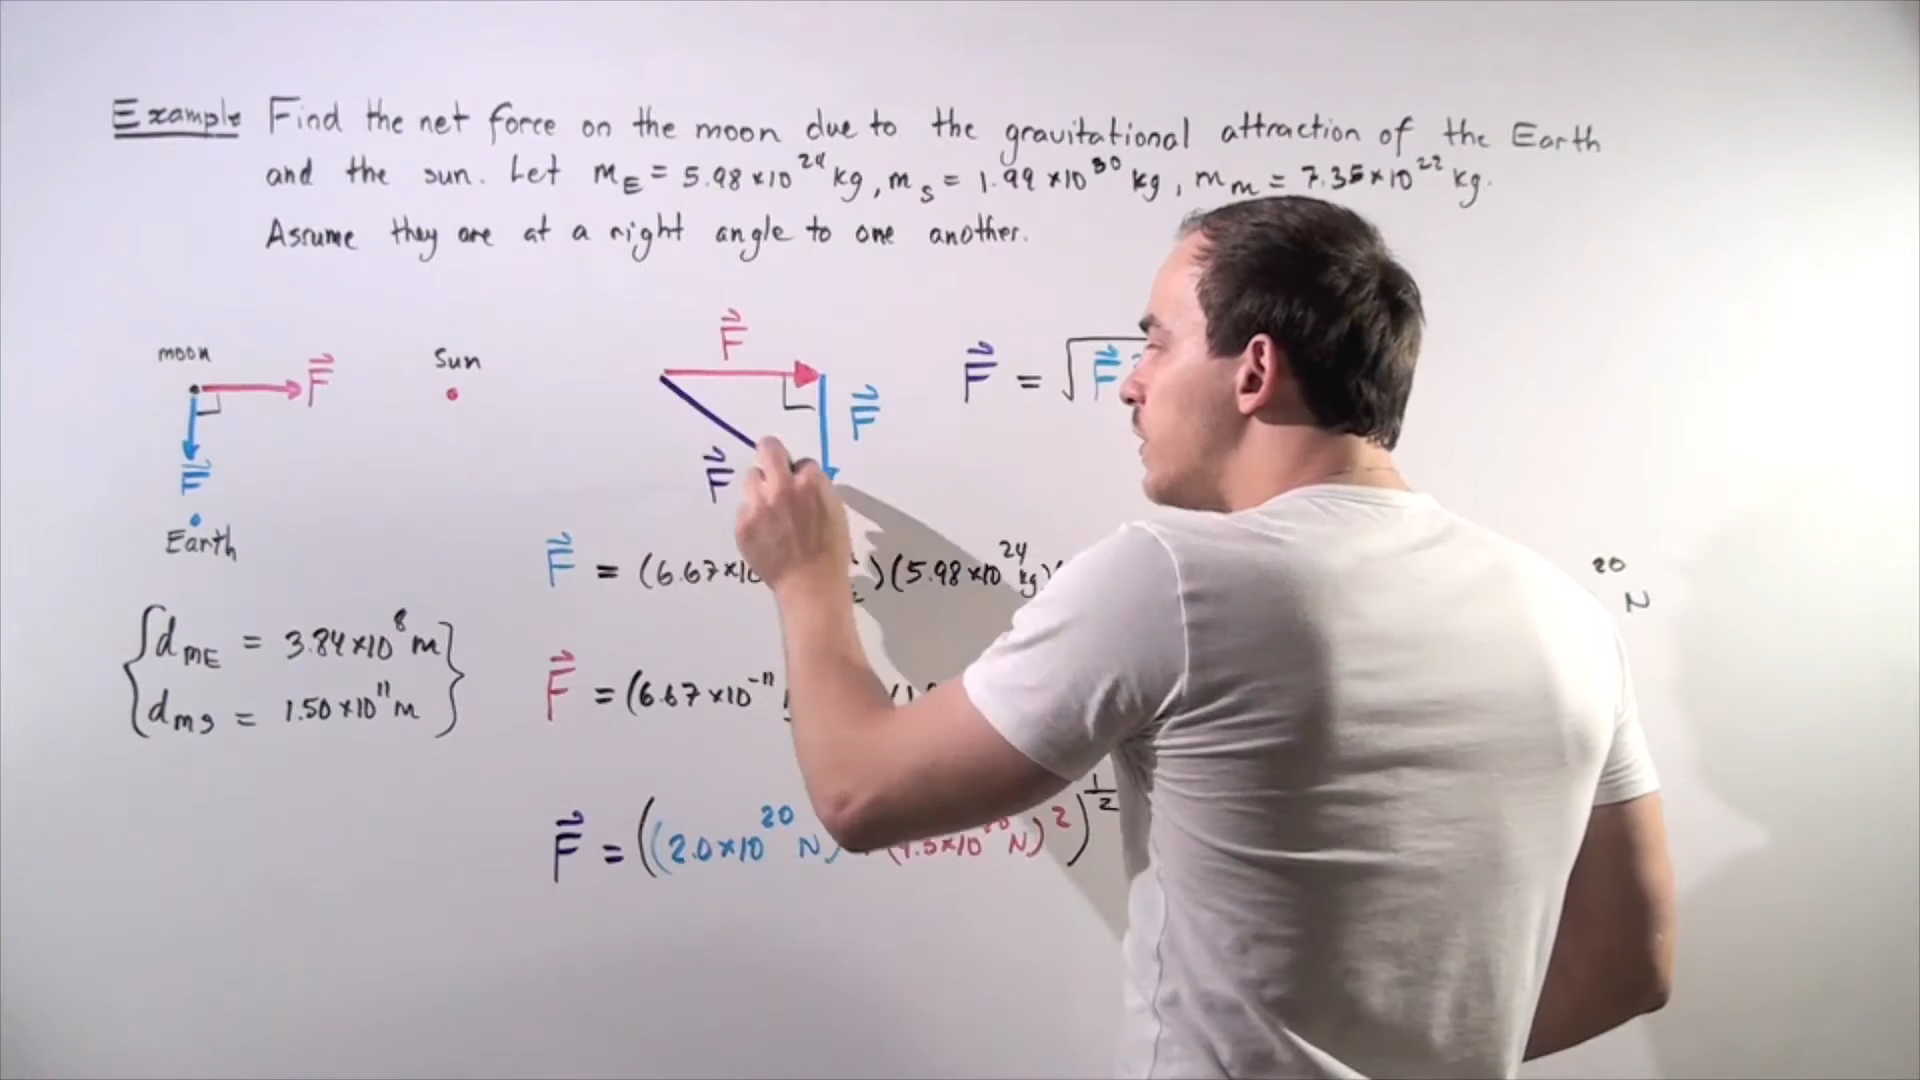 Example Find the net force on the moon due to the gravitational attraction of the Earth
and the sun. Let m_E = 5.98×10^24 kg, m_s = 1.99×10^30 kg, m_m = 7.35×10^22 kg.
Assume they are at a right angle to one another.
moon
F⃗
Sun
F⃗
Earth
F⃗
F⃗
F⃗
F⃗ = √ F⃗
F⃗ = (6.67×10 )(5.98×10^24 kg)( 20 N
d_mE = 3.84×10^8 m
d_ms = 1.50×10^11 m
F⃗ = (6.67×10^-11
F⃗ = ((2.0×10^20 N) ×10^20 N)^2)^1/2